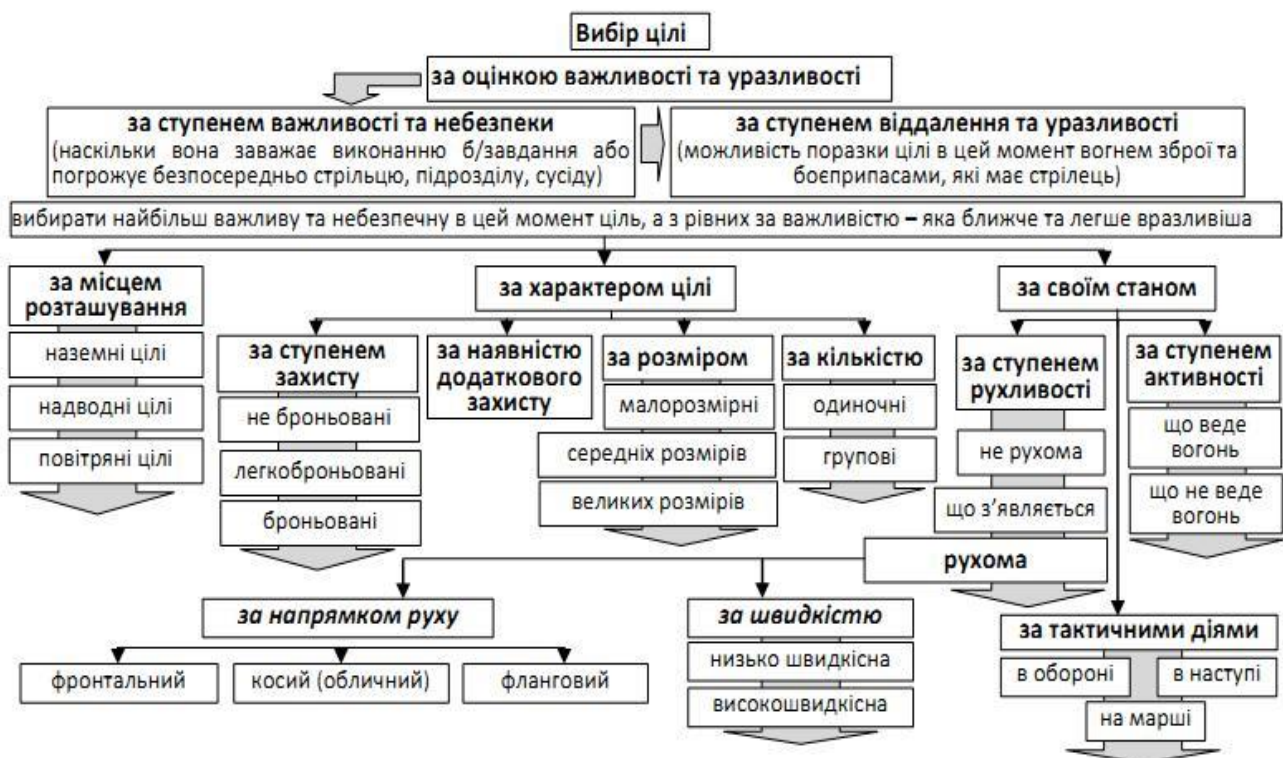 Вибір цілі
за оцінкою важливості та уразливості
за ступенем важливості та небезпеки
(наскільки вона заважає виконанню б/завдання або
погрожує безпосередньо стрільцю, підрозділу, сусіду)
за ступенем віддалення та уразливості
(можливість поразки цілі в цей момент вогнем зброї та
боєприпасами, які має стрілець)
вибирати найбільш важливу та небезпечну в цей момент ціль, а з рівних за важливістю – яка ближче та легше вразливіша
за місцем
розташування
наземні цілі
надводні цілі
повітряні цілі
за характером цілі
за ступенем
захисту
не броньовані
легкоброньовані
броньовані
за наявністю
додаткового
захисту
за розміром
малорозмірні
середніх розмірів
великих розмірів
за кількістю
одиночні
групові
за своїм станом
за ступенем
рухливості
не рухома
що з’являється
рухома
за ступенем
активності
що веде
вогонь
що не веде
вогонь
за напрямком руху
фронтальний
косий (обличний)
фланговий
за швидкістю
низько швидкісна
високошвидкісна
за тактичними діями
в обороні
в наступі
на марші